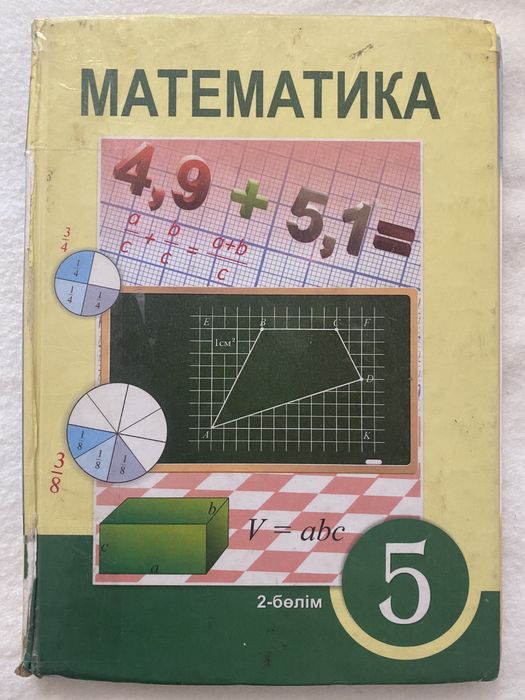 МАТЕМАТИКА
4,9 + 5,1 =
a/c + b/c = a+b/c
3/4
1/4
1/4 1/4
E B C F
1см²
D
A K
1/8
1/8 1/8
3/8
b
c
a
V = abc
2-бөлім
5